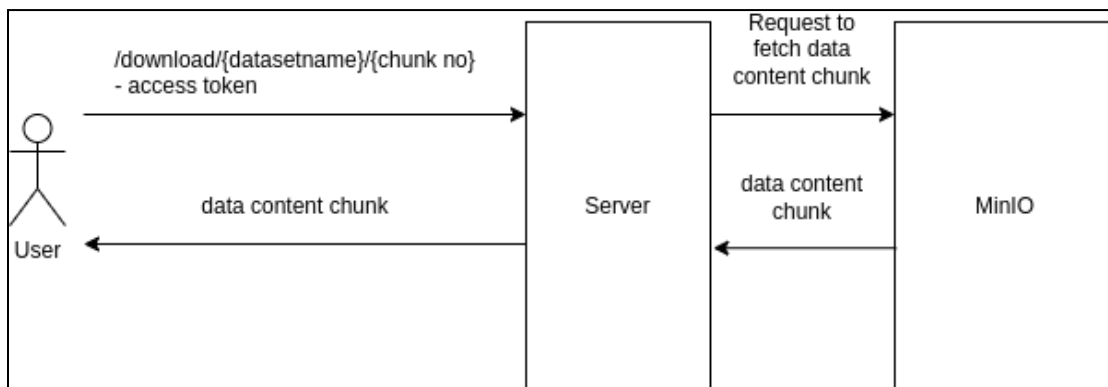 /download/{datasetname}/{chunk no}
- access token
Request to
fetch data
content chunk
data content chunk
Server
data content
chunk
MinIO
User